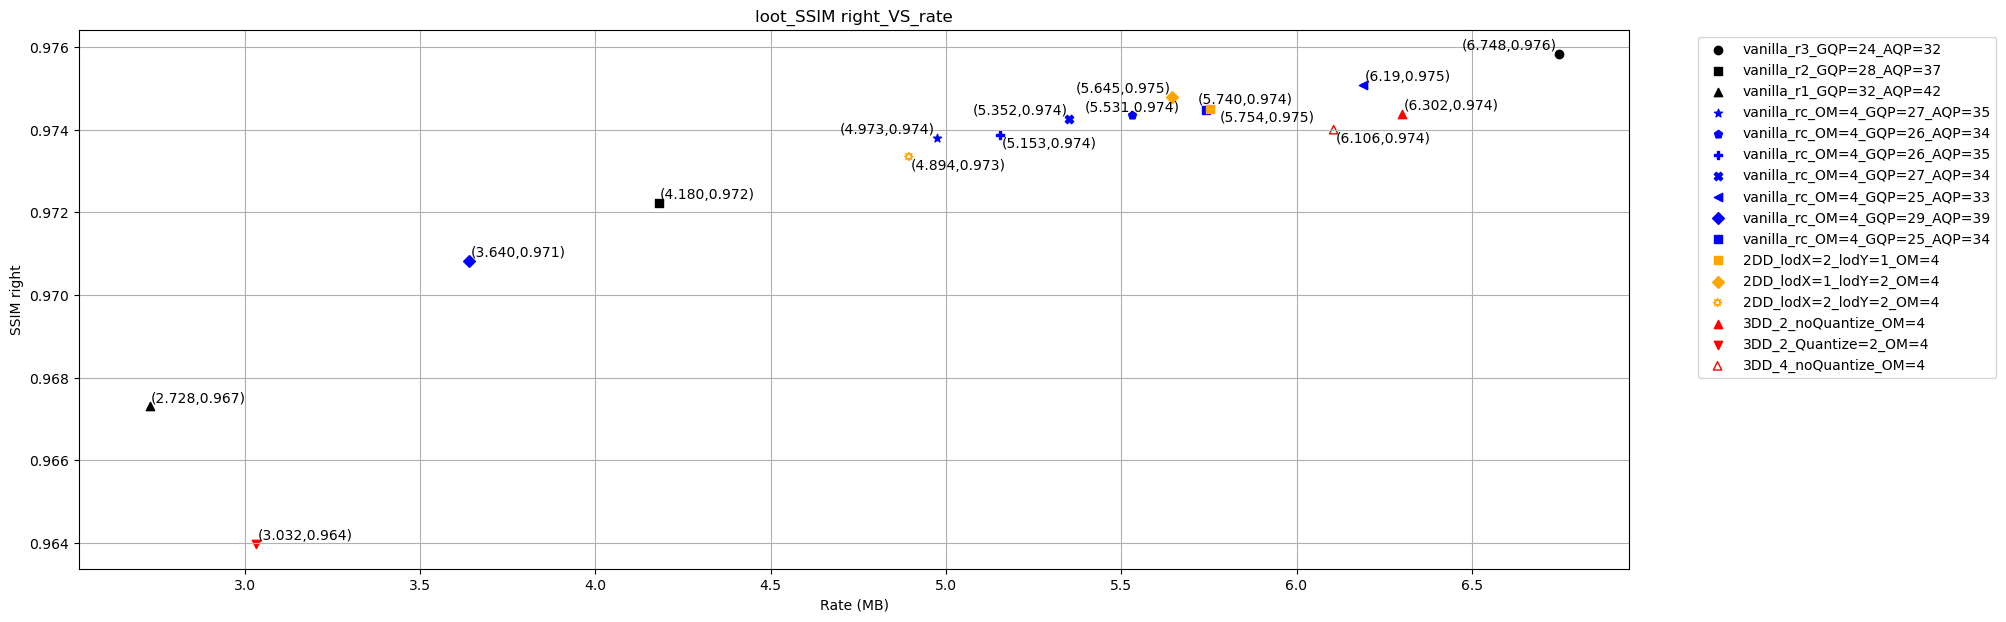 loot_SSIM right_VS_rate
0.976
0.974
0.972
0.970
0.968
0.966
0.964
SSIM right
(6.748,0.976)
(6.19,0.975)
(5.645,0.975)
(5.740,0.974)
(6.302,0.974)
(5.352,0.974)
(5.531,0.974)
(5.754,0.975)
(4.973,0.974)
(5.153,0.974)
(6.106,0.974)
(4.894,0.973)
(4.180,0.972)
(3.640,0.971)
(2.728,0.967)
(3.032,0.964)
3.0 3.5 4.0 4.5 5.0 5.5 6.0 6.5
Rate (MB)
vanilla_r3_GQP=24_AQP=32
vanilla_r2_GQP=28_AQP=37
vanilla_r1_GQP=32_AQP=42
vanilla_rc_OM=4_GQP=27_AQP=35
vanilla_rc_OM=4_GQP=26_AQP=34
vanilla_rc_OM=4_GQP=26_AQP=35
vanilla_rc_OM=4_GQP=27_AQP=34
vanilla_rc_OM=4_GQP=25_AQP=33
vanilla_rc_OM=4_GQP=29_AQP=39
vanilla_rc_OM=4_GQP=25_AQP=34
2DD_lodX=2_lodY=1_OM=4
2DD_lodX=1_lodY=2_OM=4
2DD_lodX=2_lodY=2_OM=4
3DD_2_noQuantize_OM=4
3DD_2_Quantize=2_OM=4
3DD_4_noQuantize_OM=4